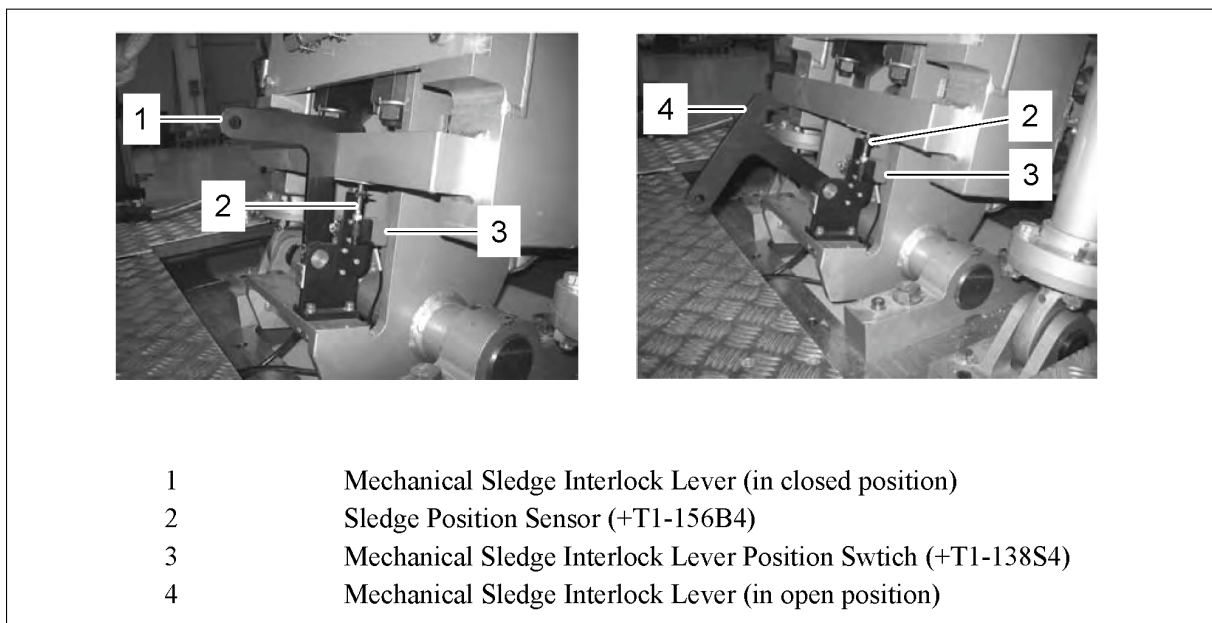 1
2
3
4
2
3
1 Mechanical Sledge Interlock Lever (in closed position)
2 Sledge Position Sensor (+T1-156B4)
3 Mechanical Sledge Interlock Lever Position Swtich (+T1-138S4)
4 Mechanical Sledge Interlock Lever (in open position)